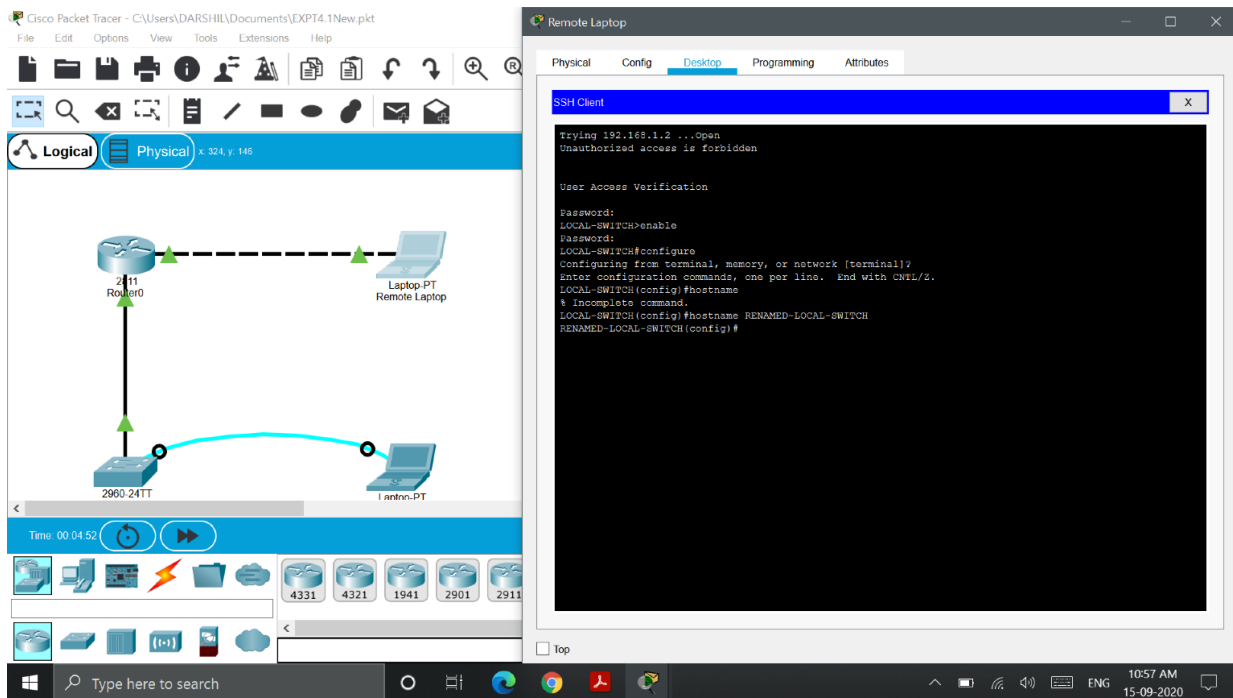 Cisco Packet Tracer - C:\Users\DARSHIL\Documents\EXPT4.1New.pkt
File Edit Options View Tools Extensions Help
Logical Physical x: 324, y: 146
2811
Router0
Laptop-PT
Remote Laptop
2960-24TT
Laptop-PT
Time: 00:04:52
4331 4321 1941 2901 2911
Remote Laptop
Physical Config Desktop Programming Attributes
SSH Client X
Trying 192.168.1.2 ...Open
Unauthorized access is forbidden
User Access Verification
Password:
LOCAL-SWITCH>enable
Password:
LOCAL-SWITCH#configure
Configuring from terminal, memory, or network [terminal]?
Enter configuration commands, one per line.  End with CNTL/Z.
LOCAL-SWITCH(config)#hostname
% Incomplete command.
LOCAL-SWITCH(config)#hostname RENAMED-LOCAL-SWITCH
RENAMED-LOCAL-SWITCH(config)#
Top
Type here to search
ENG
10:57 AM
15-09-2020